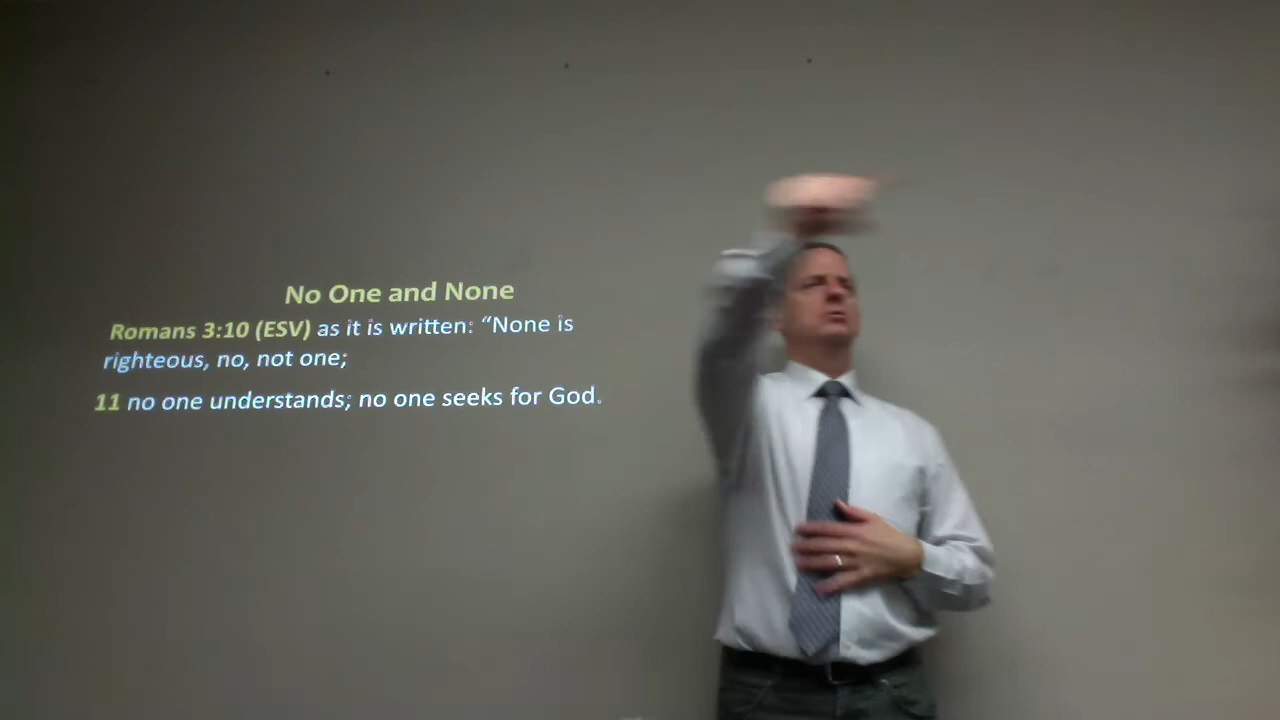 No One and None
Romans 3:10 (ESV) as it is written: “None is
righteous, no, not one;
11 no one understands; no one seeks for God.